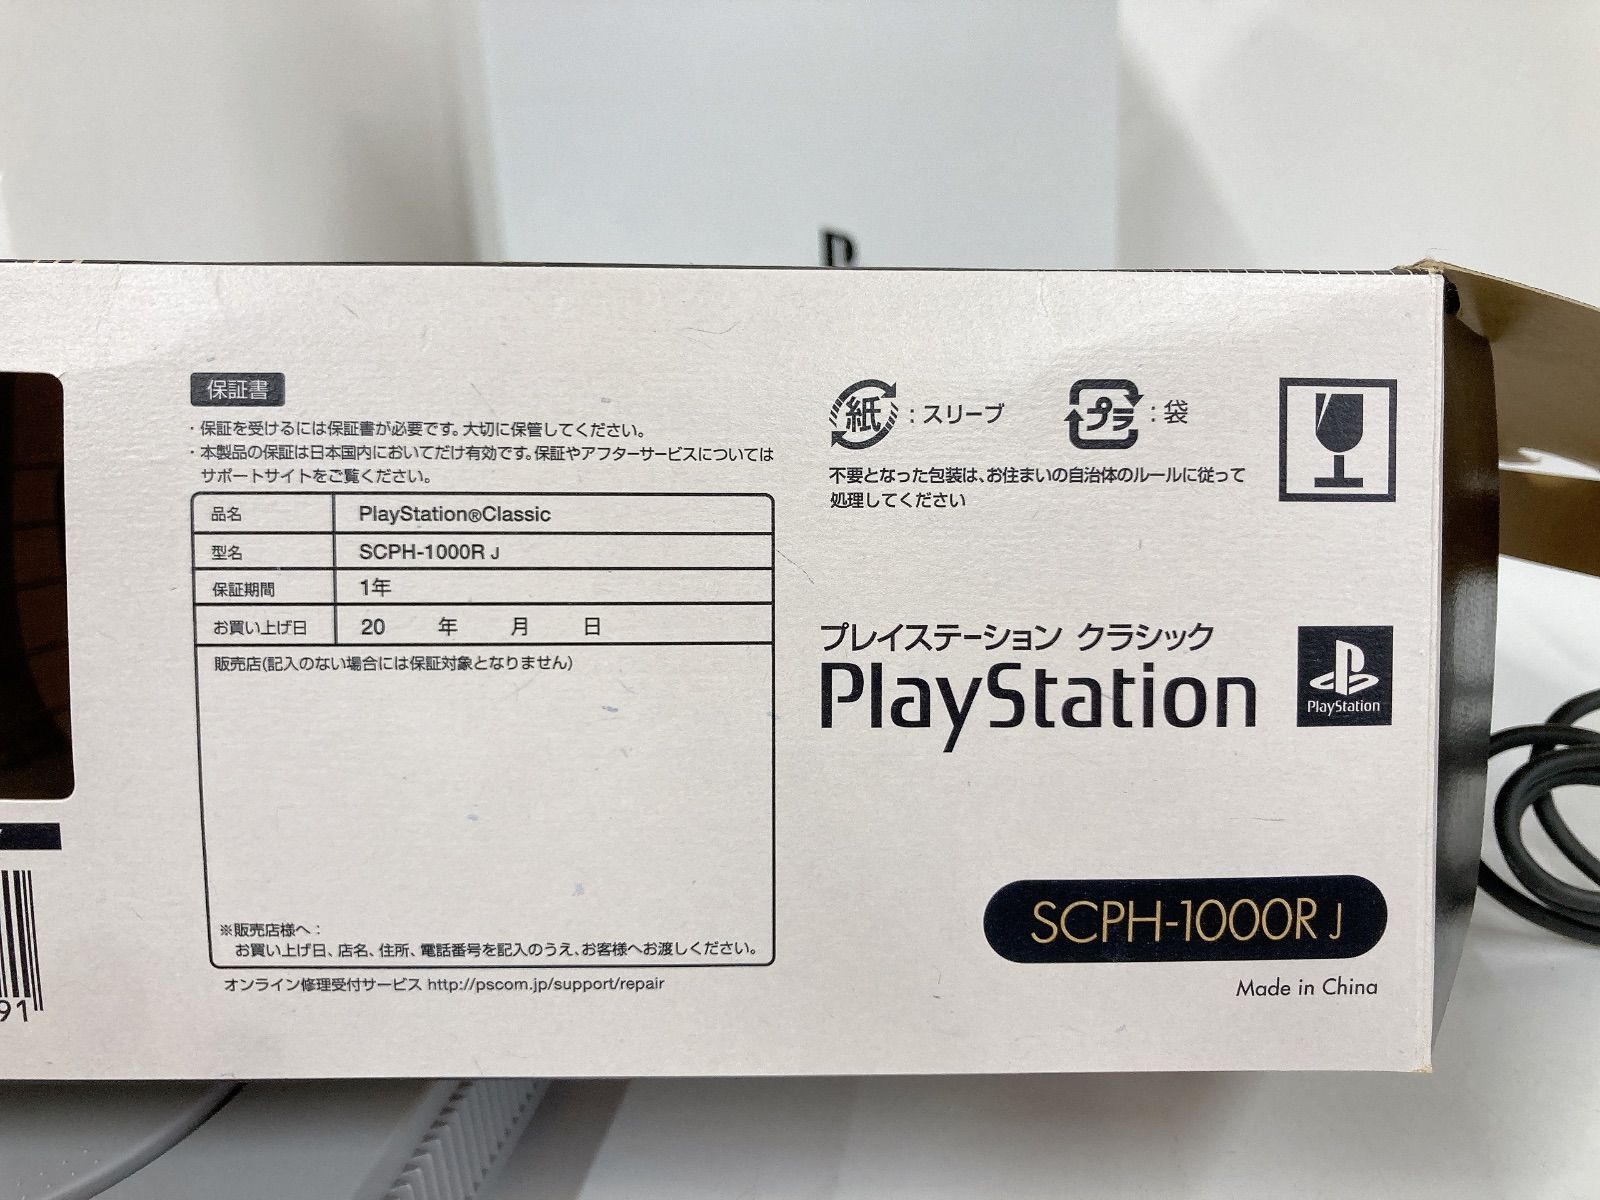 保証書
・保証を受けるには保証書が必要です。大切に保管してください。
・本製品の保証は日本国内においてだけ有効です。保証やアフターサービスについては
サポートサイトをご覧ください。
品名 PlayStation®Classic
型名 SCPH-1000R J
保証期間 1年
お買い上げ日 20 年 月 日
販売店(記入のない場合には保証対象となりません)
※販売店様へ：
お買い上げ日、店名、住所、電話番号を記入のうえ、お客様へお渡しください。
オンライン修理受付サービス http://pscom.jp/support/repair
91
紙：スリーブ
プラ：袋
不要となった包装は、お住まいの自治体のルールに従って
処理してください
プレイステーション クラシック
PlayStation
PlayStation
SCPH-1000R J
Made in China